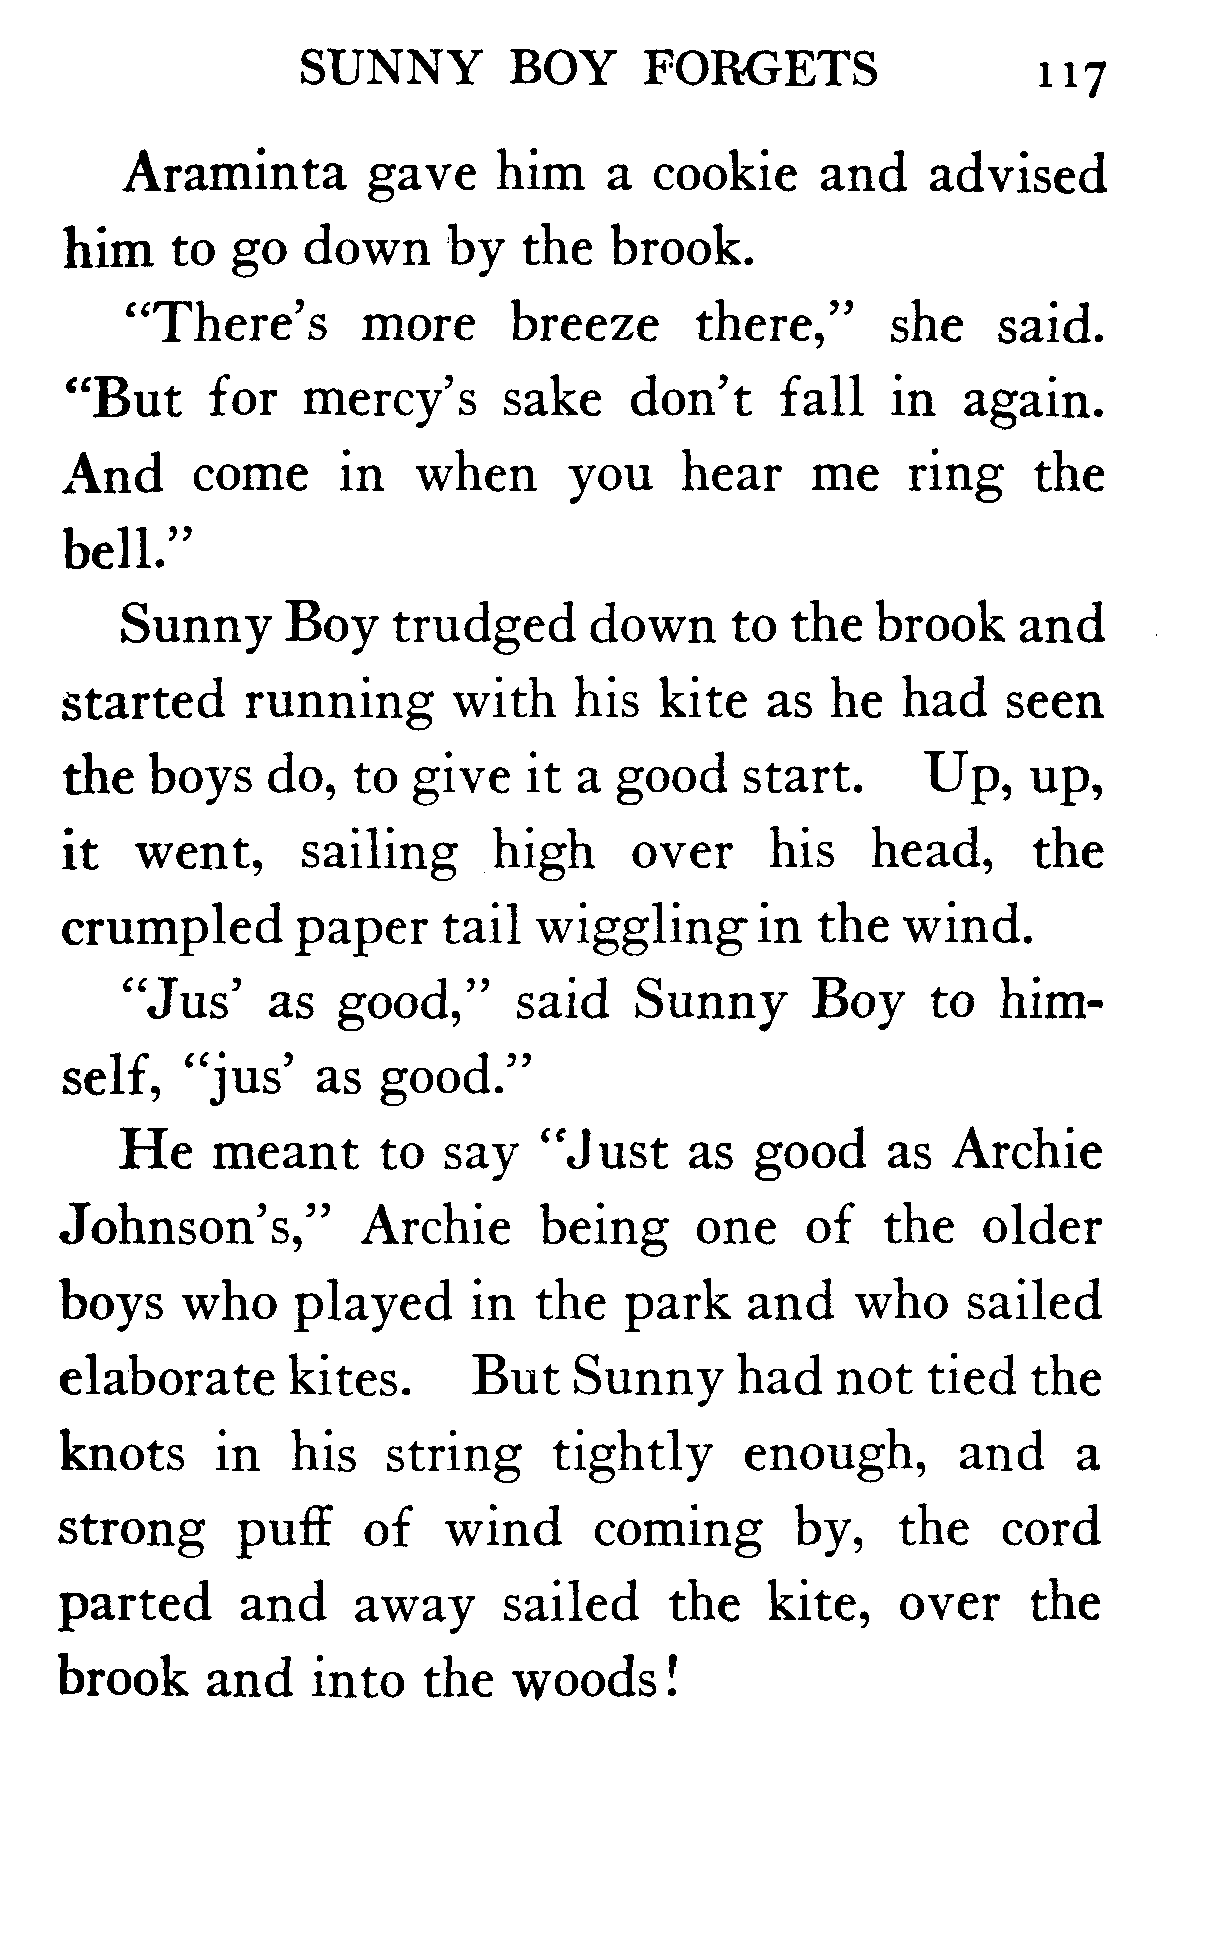 SUNNY BOY FORGETS 117
Araminta gave him a cookie and advised
him to go down by the brook.
“There’s more breeze there,” she said.
“But for mercy’s sake don’t fall in again.
And come in when you hear me ring the
bell.”
Sunny Boy trudged down to the brook and
started running with his kite as he had seen
the boys do, to give it a good start. Up, up,
it went, sailing high over his head, the
crumpled paper tail wiggling in the wind.
“Jus’ as good,” said Sunny Boy to him-
self, “jus’ as good.”
He meant to say “Just as good as Archie
Johnson’s,” Archie being one of the older
boys who played in the park and who sailed
elaborate kites. But Sunny had not tied the
knots in his string tightly enough, and a
strong puff of wind coming by, the cord
parted and away sailed the kite, over the
brook and into the woods!